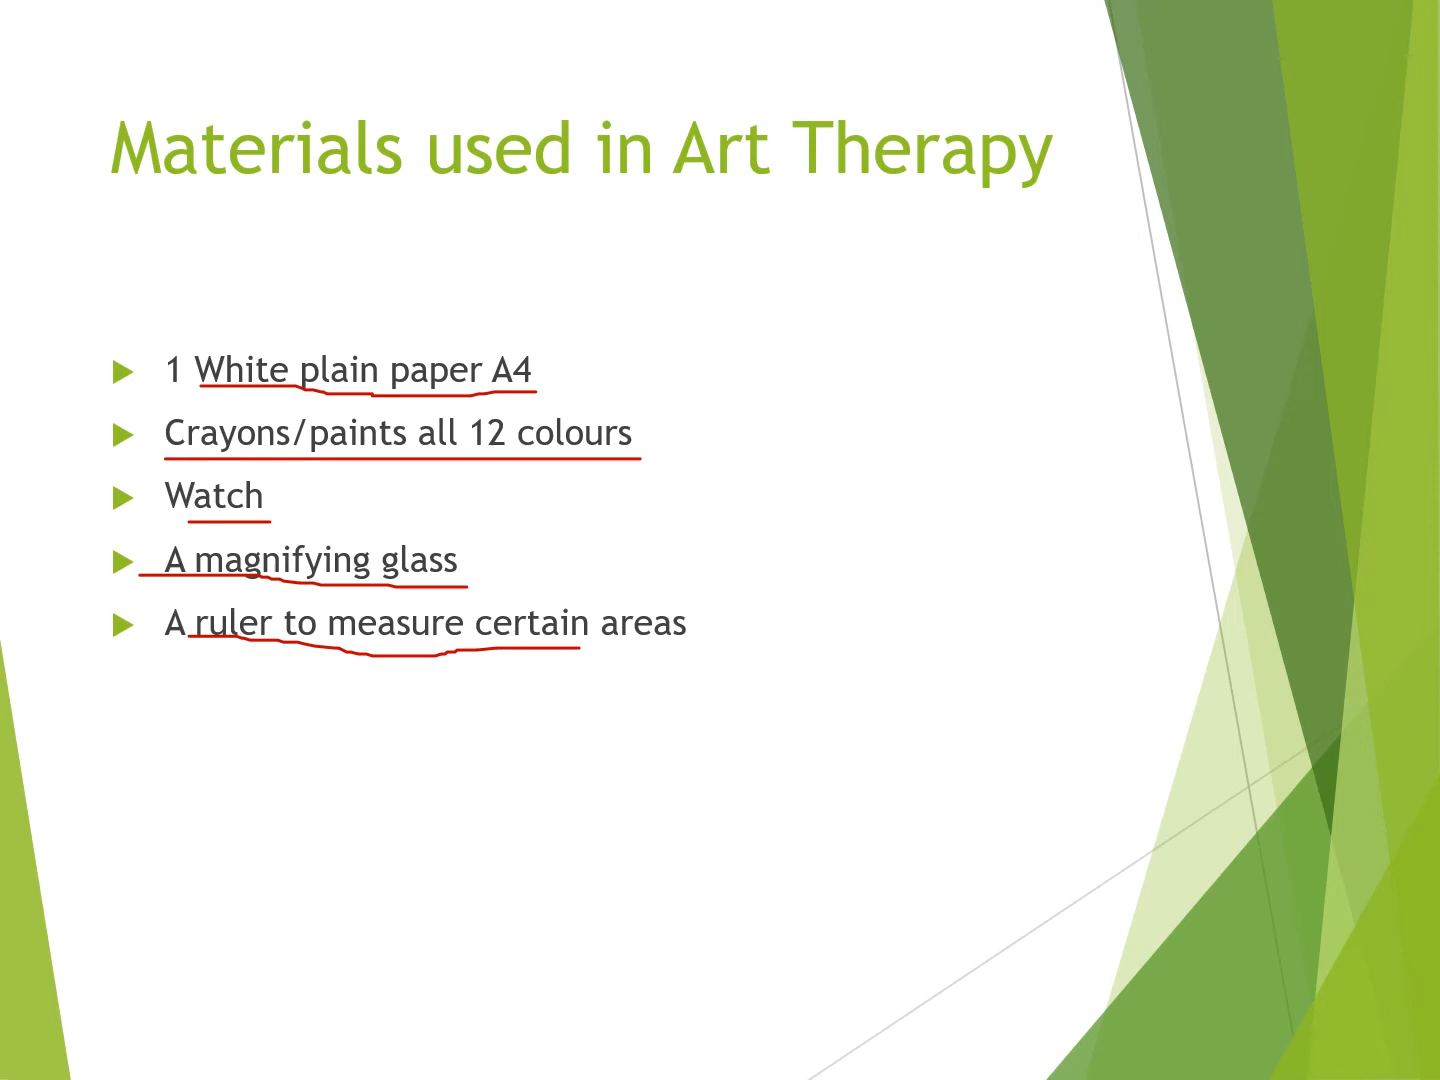 Materials used in Art Therapy
1 White plain paper A4
Crayons/paints all 12 colours
Watch
A magnifying glass
A ruler to measure certain areas